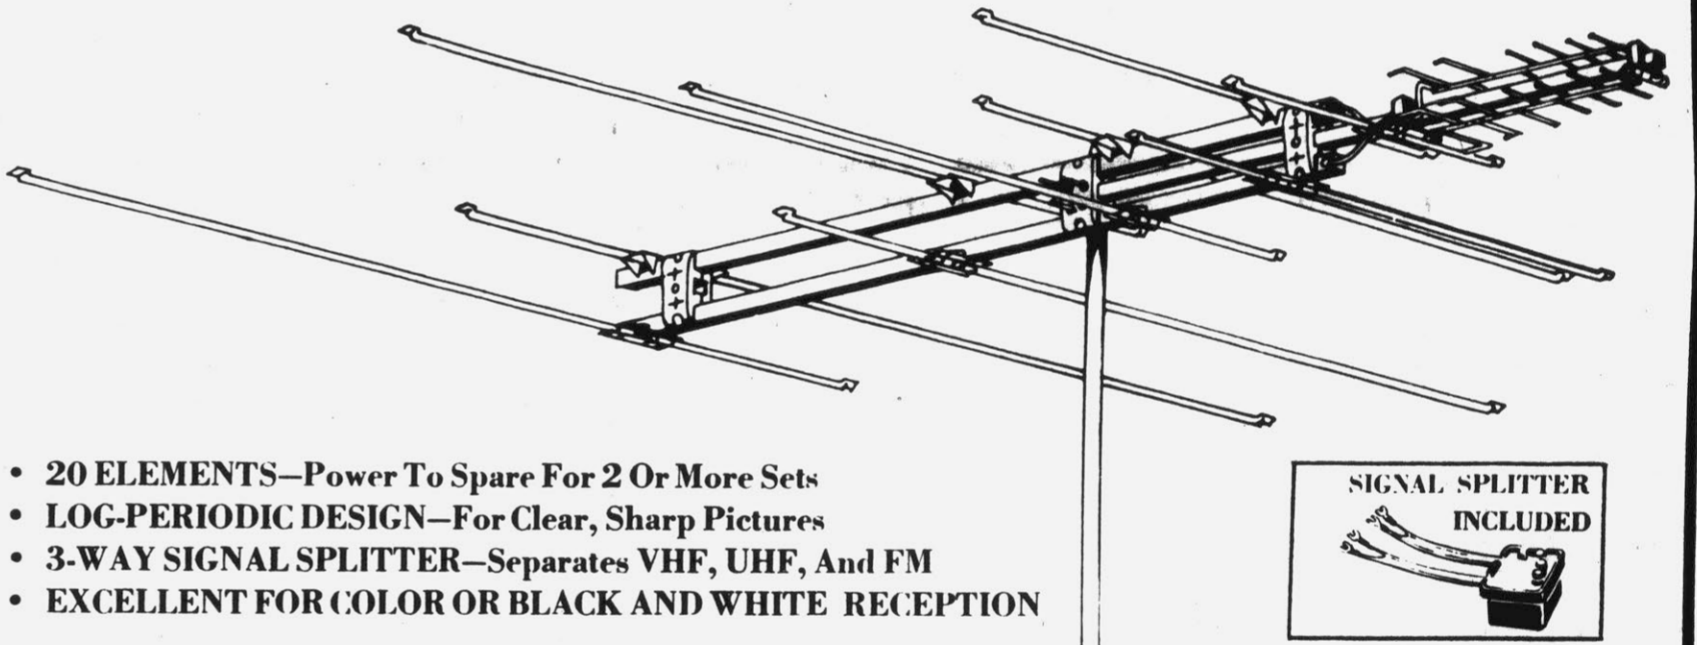 • 20 ELEMENTS—Power To Spare For 2 Or More Sets
• LOG-PERIODIC DESIGN—For Clear, Sharp Pictures
• 3-WAY SIGNAL SPLITTER—Separates VHF, UHF, And FM
• EXCELLENT FOR COLOR OR BLACK AND WHITE RECEPTION
SIGNAL SPLITTER
INCLUDED